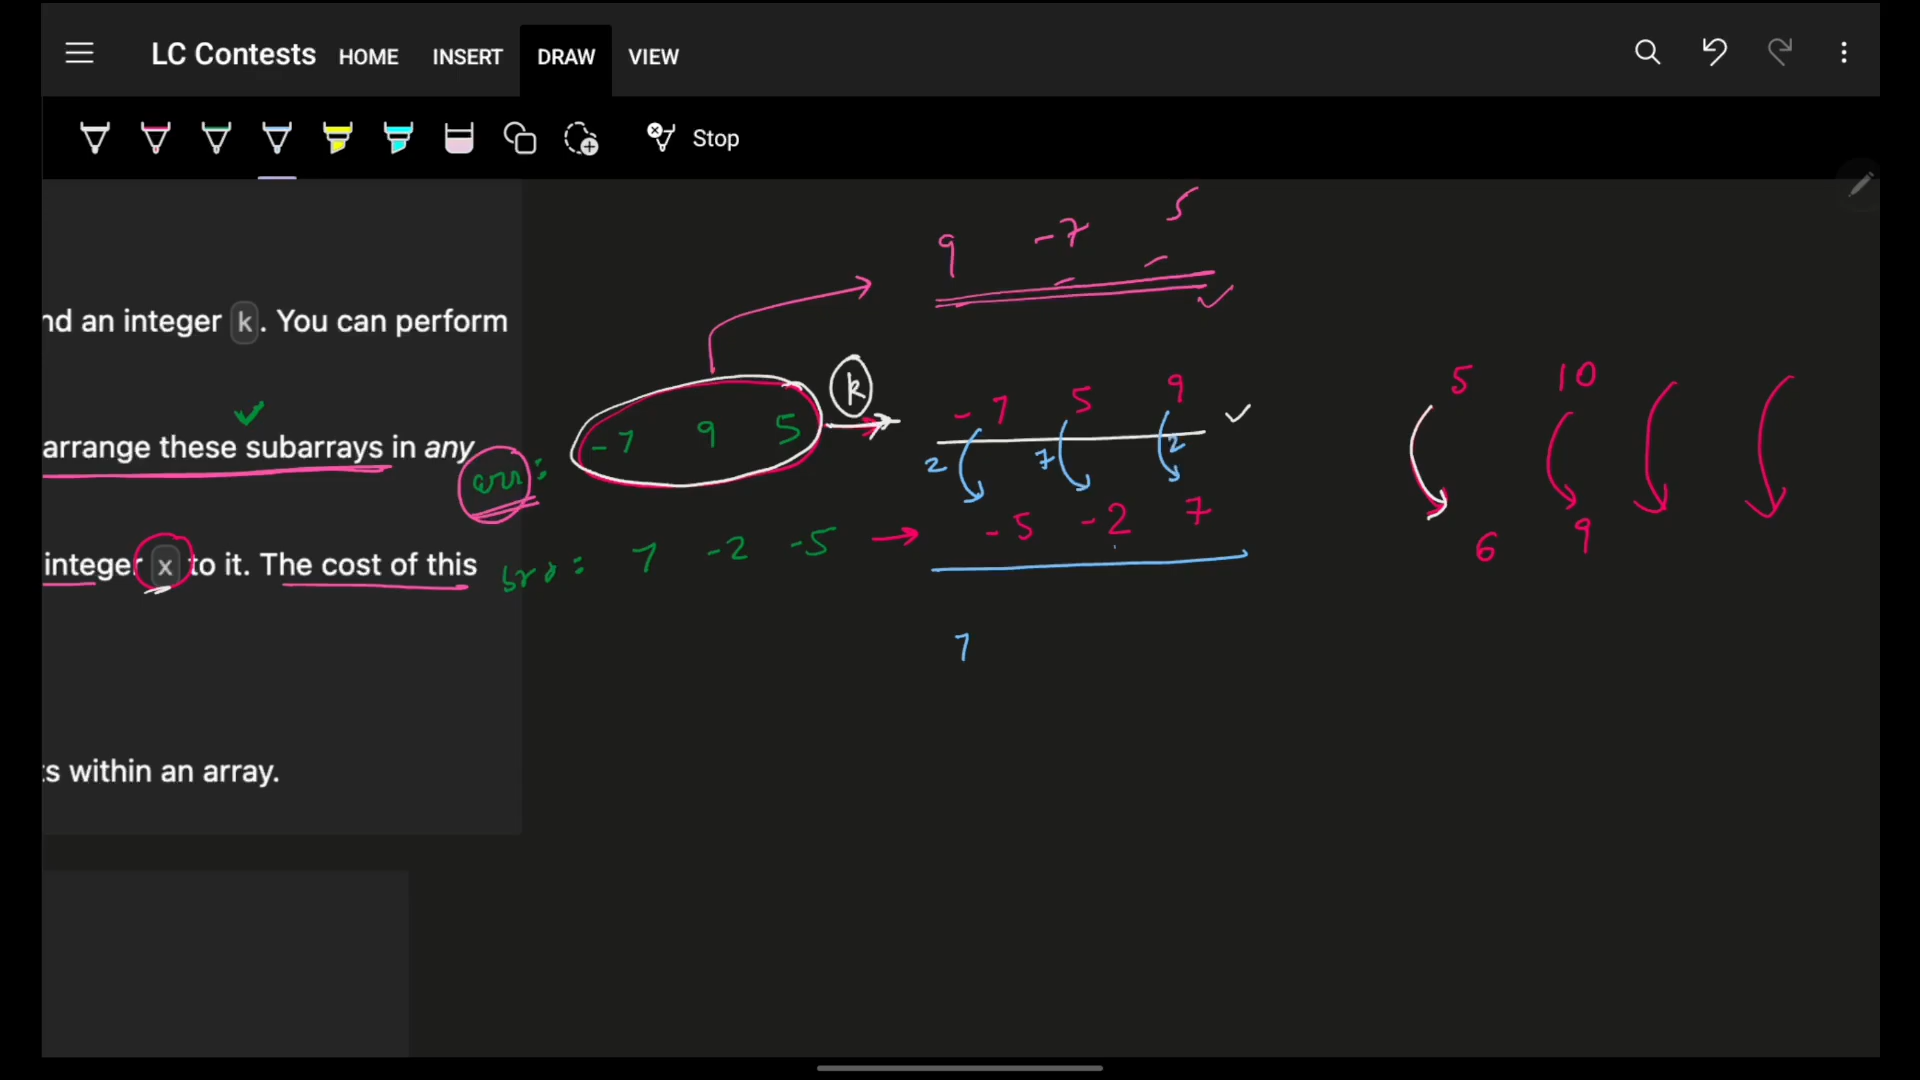 LC Contests HOME INSERT DRAW VIEW
Stop
9 -7 5
nd an integer k. You can perform
k
-7 5 9
5 10
arr: -7 9 5
arrange these subarrays in any
2 7 2
-5 -2 7
6 9
brr: 7 -2 -5
integer x to it. The cost of this
7
ts within an array.